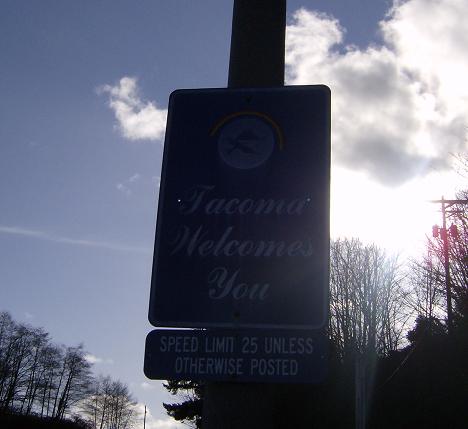 Tacoma
Welcomes
You
SPEED LIMIT 25 UNLESS
OTHERWISE POSTED